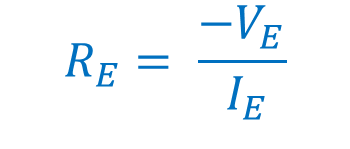 R_E = -V_E / I_E